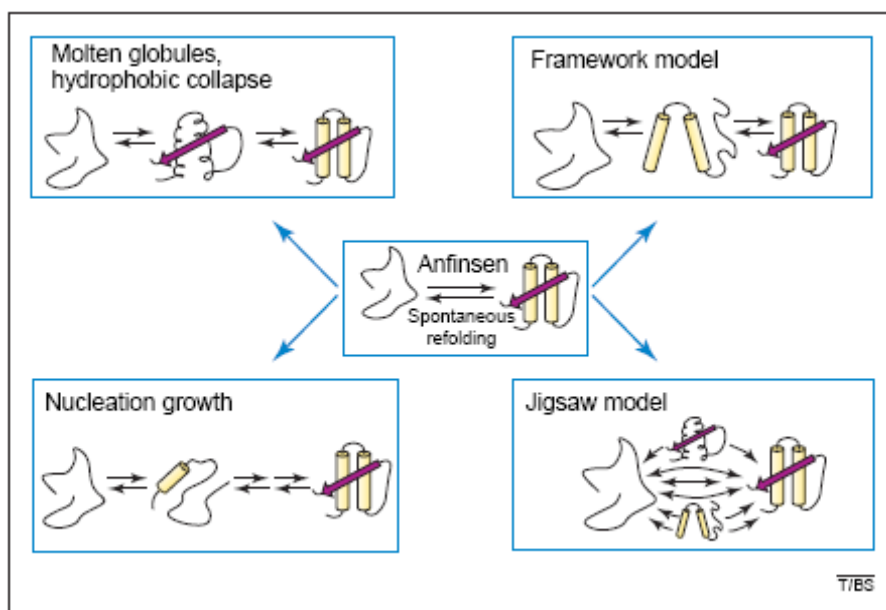 Molten globules,
hydrophobic collapse
Framework model
Anfinsen
Spontaneous
refolding
Nucleation growth
Jigsaw model
T/BS